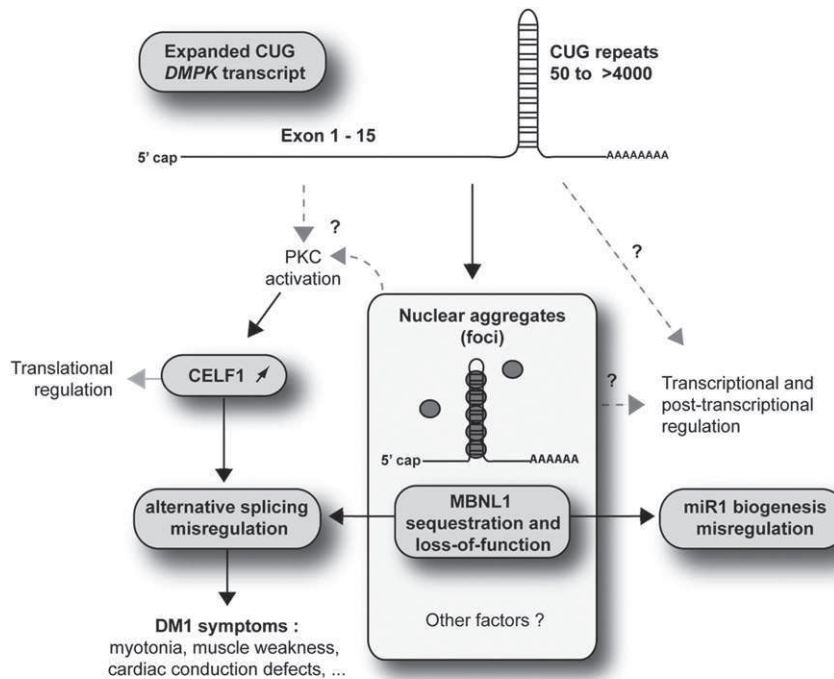 Expanded CUG
DMPK transcript
CUG repeats
50 to >4000
Exon 1 - 15
5' cap
AAAAAAAA
?
?
PKC
activation
Nuclear aggregates
(foci)
Translational
regulation
CELF1
?
Transcriptional and
post-transcriptional
regulation
5' cap
AAAAAA
alternative splicing
misregulation
MBNL1
sequestration and
loss-of-function
miR1 biogenesis
misregulation
Other factors ?
DM1 symptoms :
myotonia, muscle weakness,
cardiac conduction defects, ...